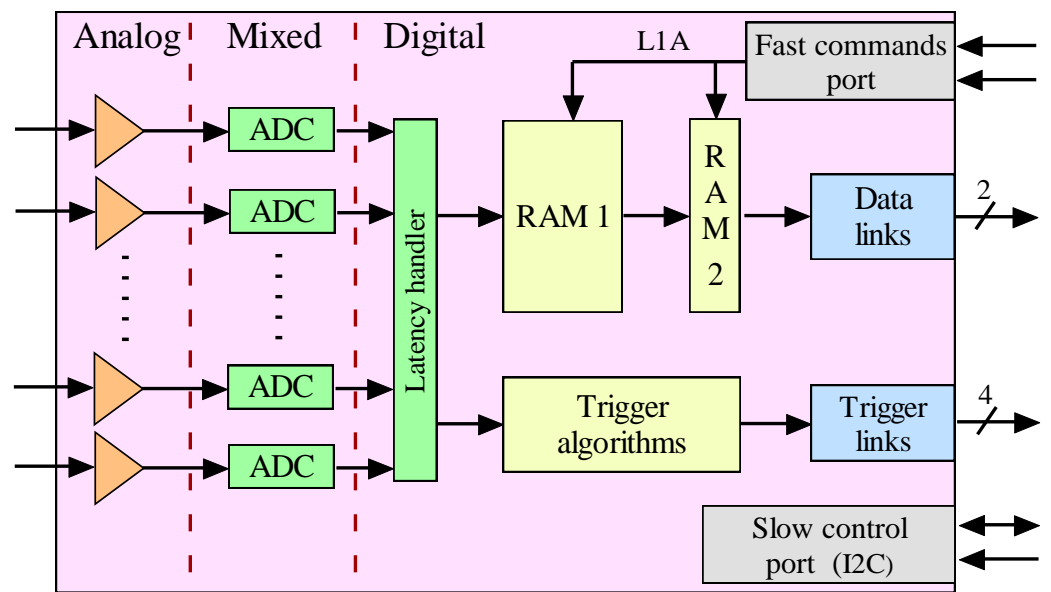 Analog
Mixed
Digital
L1A
Fast commands
port
ADC
ADC
ADC
ADC
Latency handler
RAM 1
R
A
M
2
Data
links
2
Trigger
algorithms
Trigger
links
4
Slow control
port (I2C)